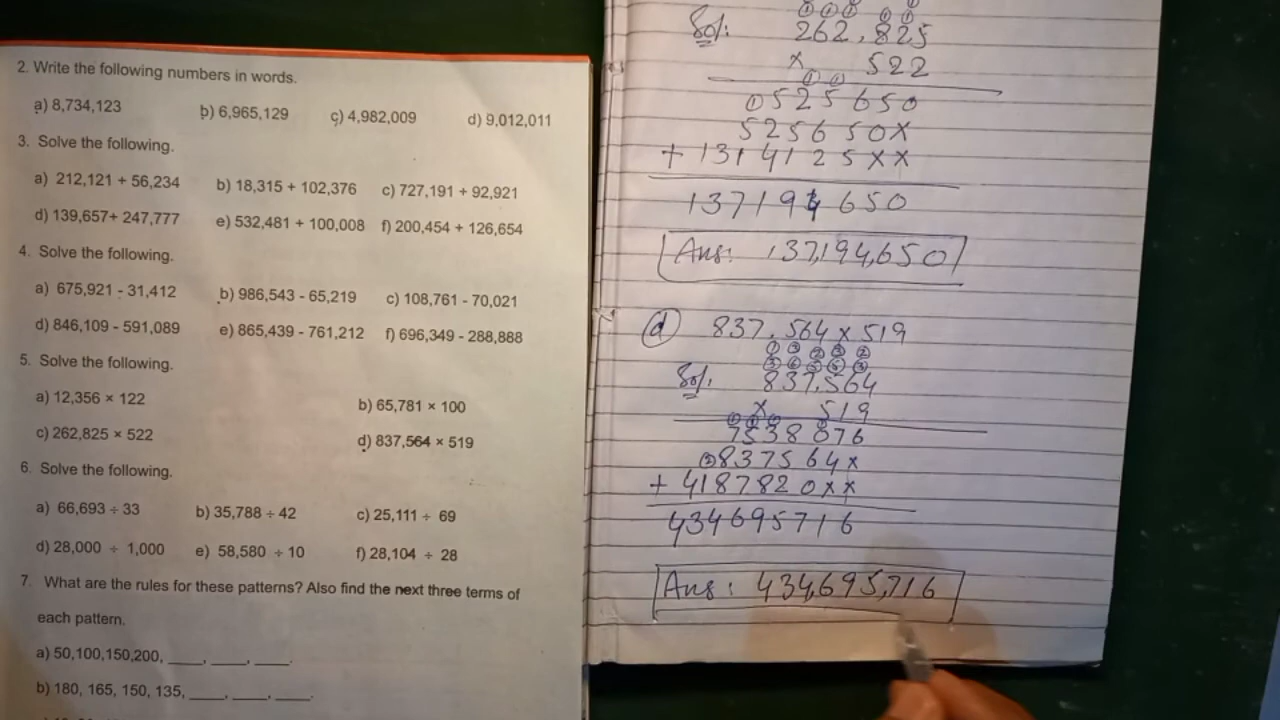 2. Write the following numbers in words.
a) 8,734,123 b) 6,965,129 c) 4,982,009 d) 9,012,011
3. Solve the following.
a) 212,121 + 56,234 b) 18,315 + 102,376 c) 727,191 + 92,921
d) 139,657+ 247,777 e) 532,481 + 100,008 f) 200,454 + 126,654
4. Solve the following.
a) 675,921 - 31,412 b) 986,543 - 65,219 c) 108,761 - 70,021
d) 846,109 - 591,089 e) 865,439 - 761,212 f) 696,349 - 288,888
5. Solve the following.
a) 12,356 × 122 b) 65,781 × 100
c) 262,825 × 522 d) 837,564 × 519
6. Solve the following.
a) 66,693 ÷ 33 b) 35,788 ÷ 42 c) 25,111 ÷ 69
d) 28,000 ÷ 1,000 e) 58,580 ÷ 10 f) 28,104 ÷ 28
7. What are the rules for these patterns? Also find the next three terms of
each pattern.
a) 50,100,150,200, ____, ____, ____.
b) 180, 165, 150, 135, ____, ____, ____.
Sol: 262,825
× 522
525650
525650×
+ 1314125××
137194650
Ans: 137,194,650
(d) 837,564 × 519
Sol. 837,564
× 519
7538076
837564×
+ 4187820××
434695716
Ans: 434,695,716